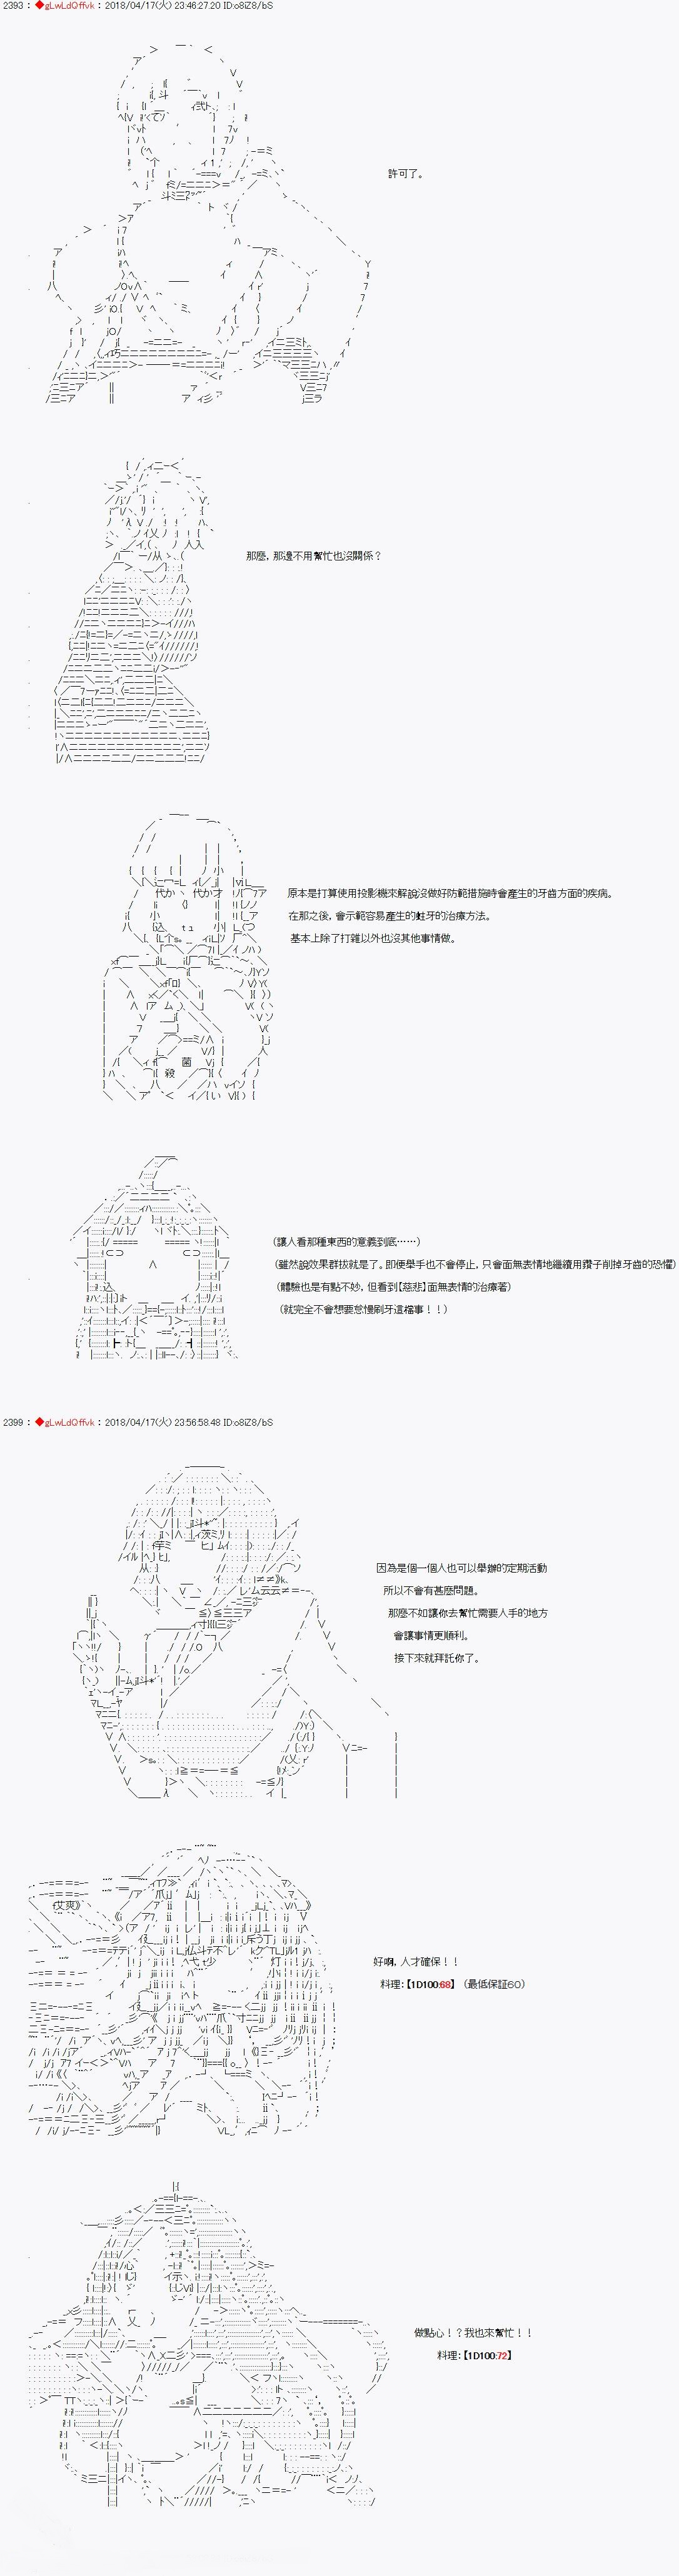 2393 : ◆gLwLdQffvk : 2018/04/17(火) 23:46:27.20 ID:o8iZ8/bS
許可了。
那麼, 那邊不用幫忙也沒關係？
原本是打算使用投影機來解說沒做好防範措施時會產生的牙齒方面的疾病。
在那之後, 會示範容易產生的蛀牙的治療方法。
基本上除了打雜以外也沒其他事情做。
殺菌
（讓人看那種東西的意義到底……）
（雖然說效果群拔就是了。即便舉手也不會停止, 只會面無表情地繼續用鑽子削掉牙齒的恐懼）
（體驗也是有點不妙, 但看到【慈悲】面無表情的治療著）
（就完全不會想要怠慢刷牙這檔事！！）
2399 : ◆gLwLdQffvk : 2018/04/17(火) 23:56:58.48 ID:o8iZ8/bS
因為是個一個人也可以舉辦的定期活動
所以不會有甚麼問題。
那麼不如讓你去幫忙需要人手的地方
會讓事情更順利。
接下來就拜託你了。
好啊, 人才確保！！
料理:【1D100:68】（最低保証60）
做點心！？我也來幫忙！！
料理:【1D100:72】